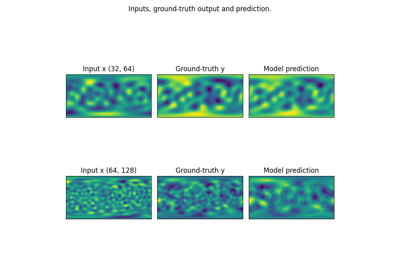 Inputs, ground-truth output and prediction.
Input x (32, 64)
Ground-truth y
Model prediction
Input x (64, 128)
Ground-truth y
Model prediction